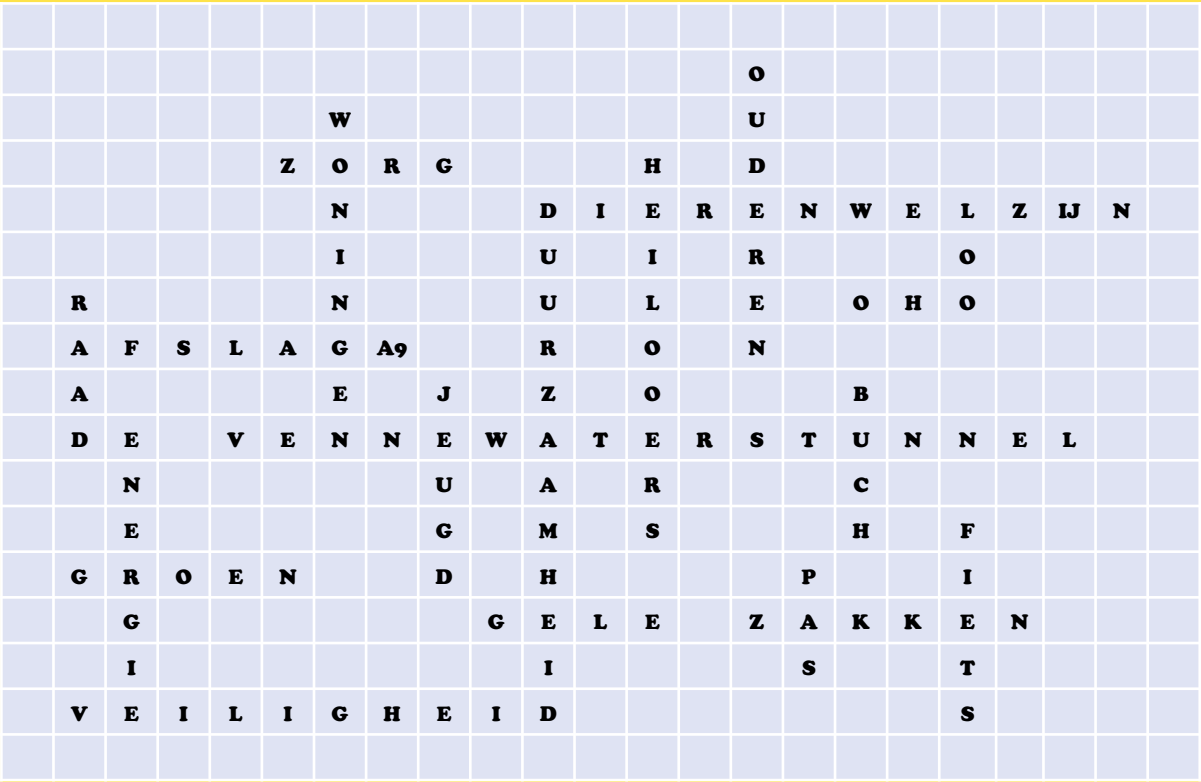 O
W U
Z O R G H D
N D I E R E N W E L Z IJ N
I U I R O
R N U L E O H O
A F S L A G A9 R O N
A E J Z O B
D E V E N N E W A T E R S T U N N E L
N U A R C
E G M S H F
G R O E N D H P I
G G E L E Z A K K E N
I I S T
V E I L I G H E I D S